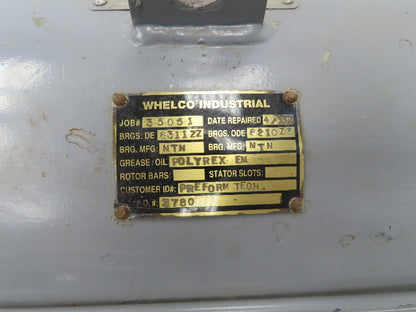 WHELCO INDUSTRIAL
JOB# 35051 DATE REPAIRED
BRGS: DE 6311ZZ BRGS. ODE 6210ZZ
BRG. MFG: NTN BRG. MFG: NTN
GREASE/OIL POLYREX EM
ROTOR BARS: STATOR SLOTS:
CUSTOMER ID#: PREFORM TECH.
P.O. #: 3760